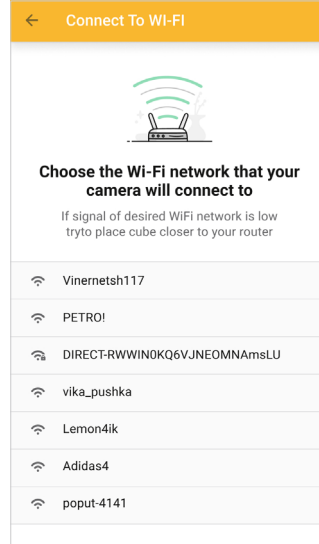 Connect To WI-FI
Choose the Wi-Fi network that your
camera will connect to
If signal of desired WiFi network is low
tryto place cube closer to your router
Vinernetsh117
PETRO!
DIRECT-RWWIN0KQ6VJNEOMNAmsLU
vika_pushka
Lemon4ik
Adidas4
poput-4141